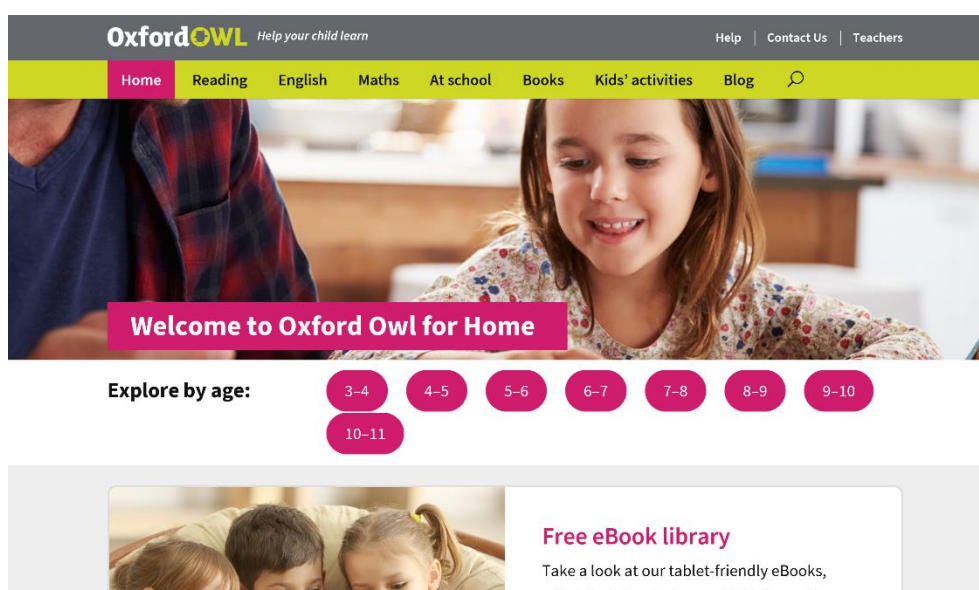 OxfordOWL Help your child learn
Help | Contact Us | Teachers
Home Reading English Maths At school Books Kids' activities Blog
Welcome to Oxford Owl for Home
Explore by age:
3–4 4–5 5–6 6–7 7–8 8–9 9–10
10–11
Free eBook library
Take a look at our tablet-friendly eBooks,